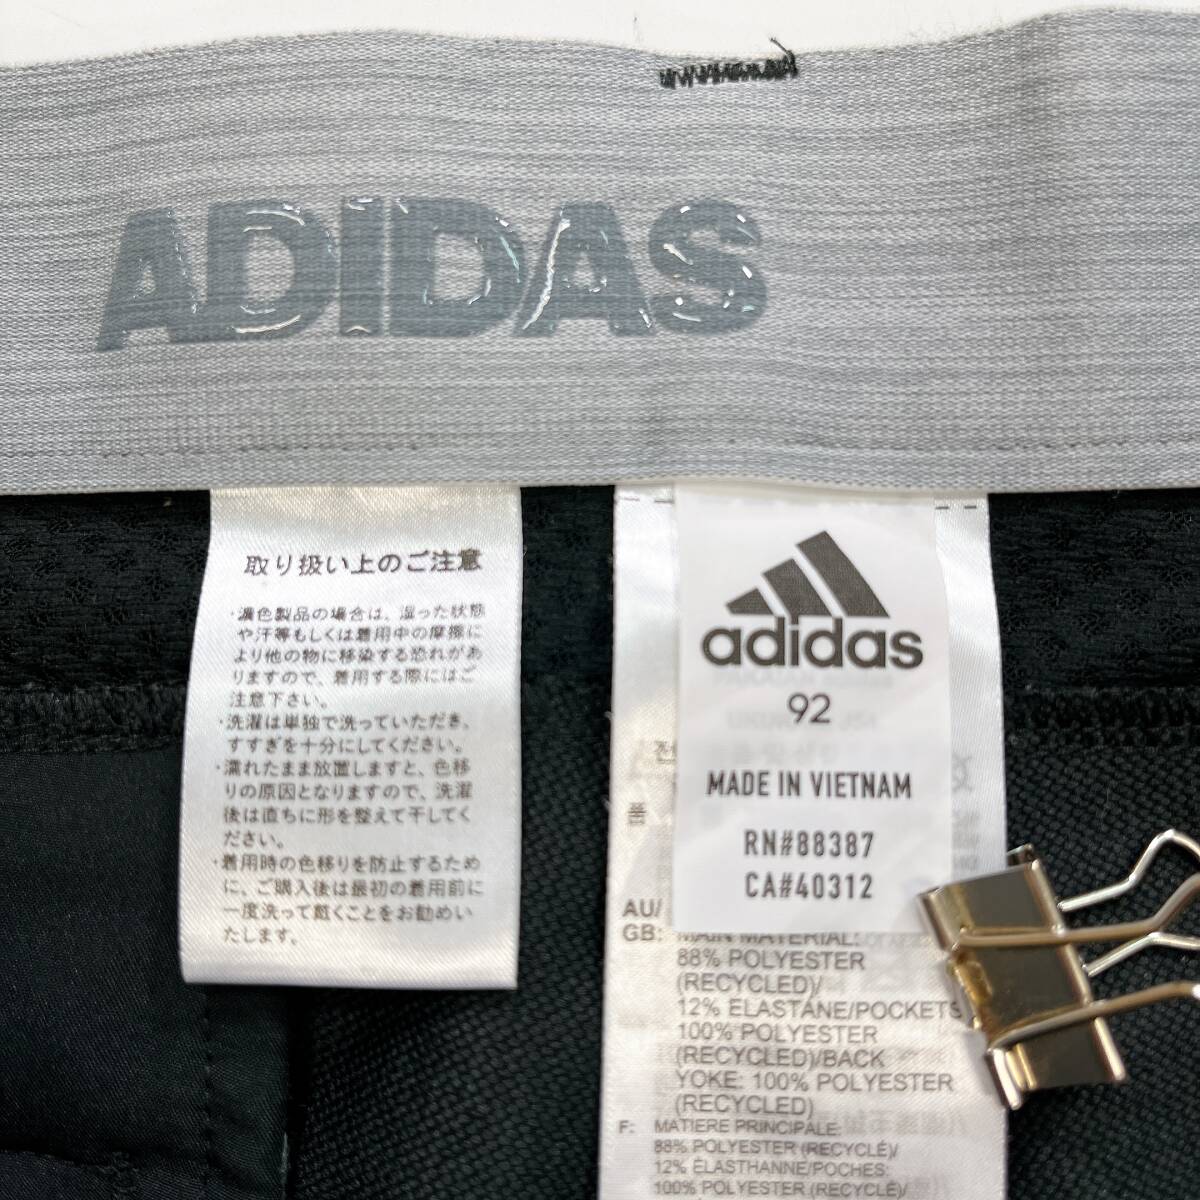 ADIDAS
取り扱い上のご注意
・濃色製品の場合は、湿った状態
や汗等もしくは着用中の摩擦に
より他の物に移染する恐れがあ
りますので、着用する際にはご
注意下さい。
・洗濯は単独で洗っていただき、
すすぎを十分にしてください。
・濡れたまま放置しますと、色移
りの原因となりますので、洗濯
後は直ちに形を整えて干してく
ださい。
・着用時の色移りを防止するため
に、ご購入後は最初の着用前に
一度洗って戴くことをお勧めい
たします。
adidas
92
MADE IN VIETNAM
RN#88387
CA#40312
AU/
GB: MAIN MATERIAL:
88% POLYESTER
(RECYCLED)/
12% ELASTANE/POCKETS
100% POLYESTER
(RECYCLED)/BACK
YOKE: 100% POLYESTER
(RECYCLED)
F: MATIERE PRINCIPALE:
88% POLYESTER (RECYCLÉ)/
12% ÉLASTHANNE/POCHES:
100% POLYESTER (RECYCLÉ)/